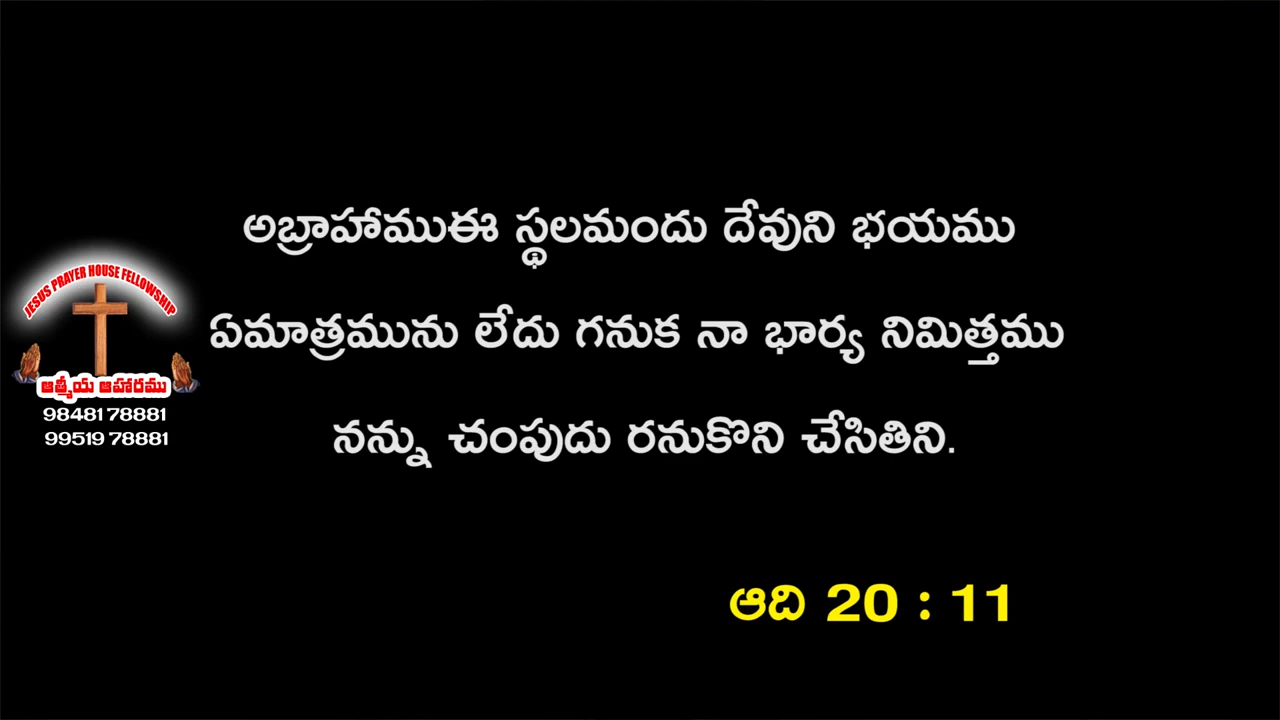 అబ్రాహాముఈ స్థలమందు దేవుని భయము
ఏమాత్రమును లేదు గనుక నా భార్య నిమిత్తము
నన్ను చంపుదు రనుకొని చేసితిని.
ఆది 20 : 11
JESUS PRAYER HOUSE FELLOWSHIP
ఆత్మీయ ఆహారము
98481 78881
99519 78881